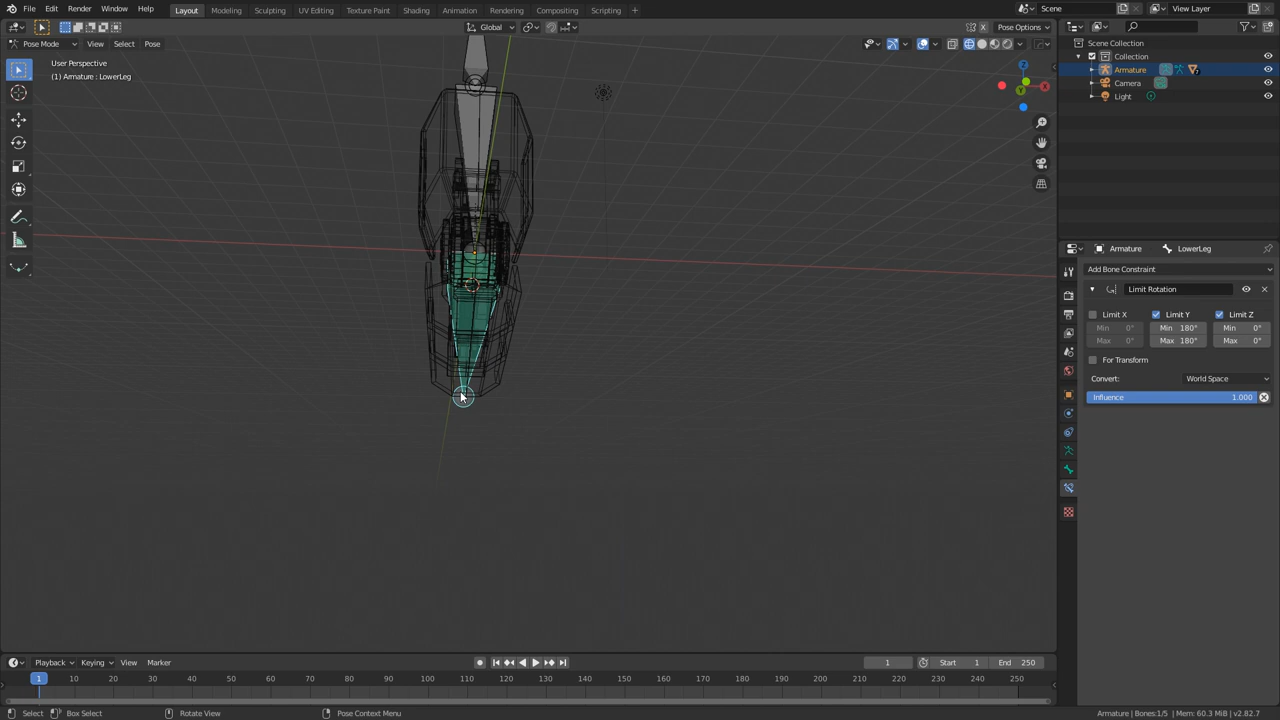 File Edit Render Window Help
Layout Modeling Sculpting UV Editing Texture Paint Shading Animation Rendering Compositing Scripting +
Scene
View Layer
Global
Pose Options
Pose Mode View Select Pose
User Perspective
(1) Armature : LowerLeg
X
Y
Z
Scene Collection
Collection
Armature
2
Camera
Light
Armature LowerLeg
Add Bone Constraint
Limit Rotation
Limit X Limit Y Limit Z
Min 0° Min 180° Min 0°
Max 0° Max 180° Max 0°
For Transform
Convert: World Space
Influence 1.000
Playback Keying View Marker
1 Start 1 End 250
1 10 20 30 40 50 60 70 80 90 100 110 120 130 140 150 160 170 180 190 200 210 220 230 240 250
Select Box Select Rotate View Pose Context Menu
Armature | Bones:1/5 | Mem: 60.3 MiB | v2.82.7